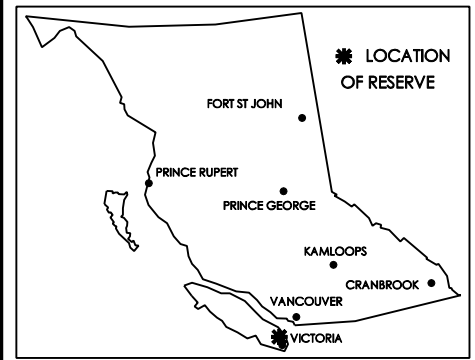 LOCATION
OF RESERVE
FORT ST JOHN
PRINCE RUPERT
PRINCE GEORGE
KAMLOOPS
CRANBROOK
VANCOUVER
VICTORIA